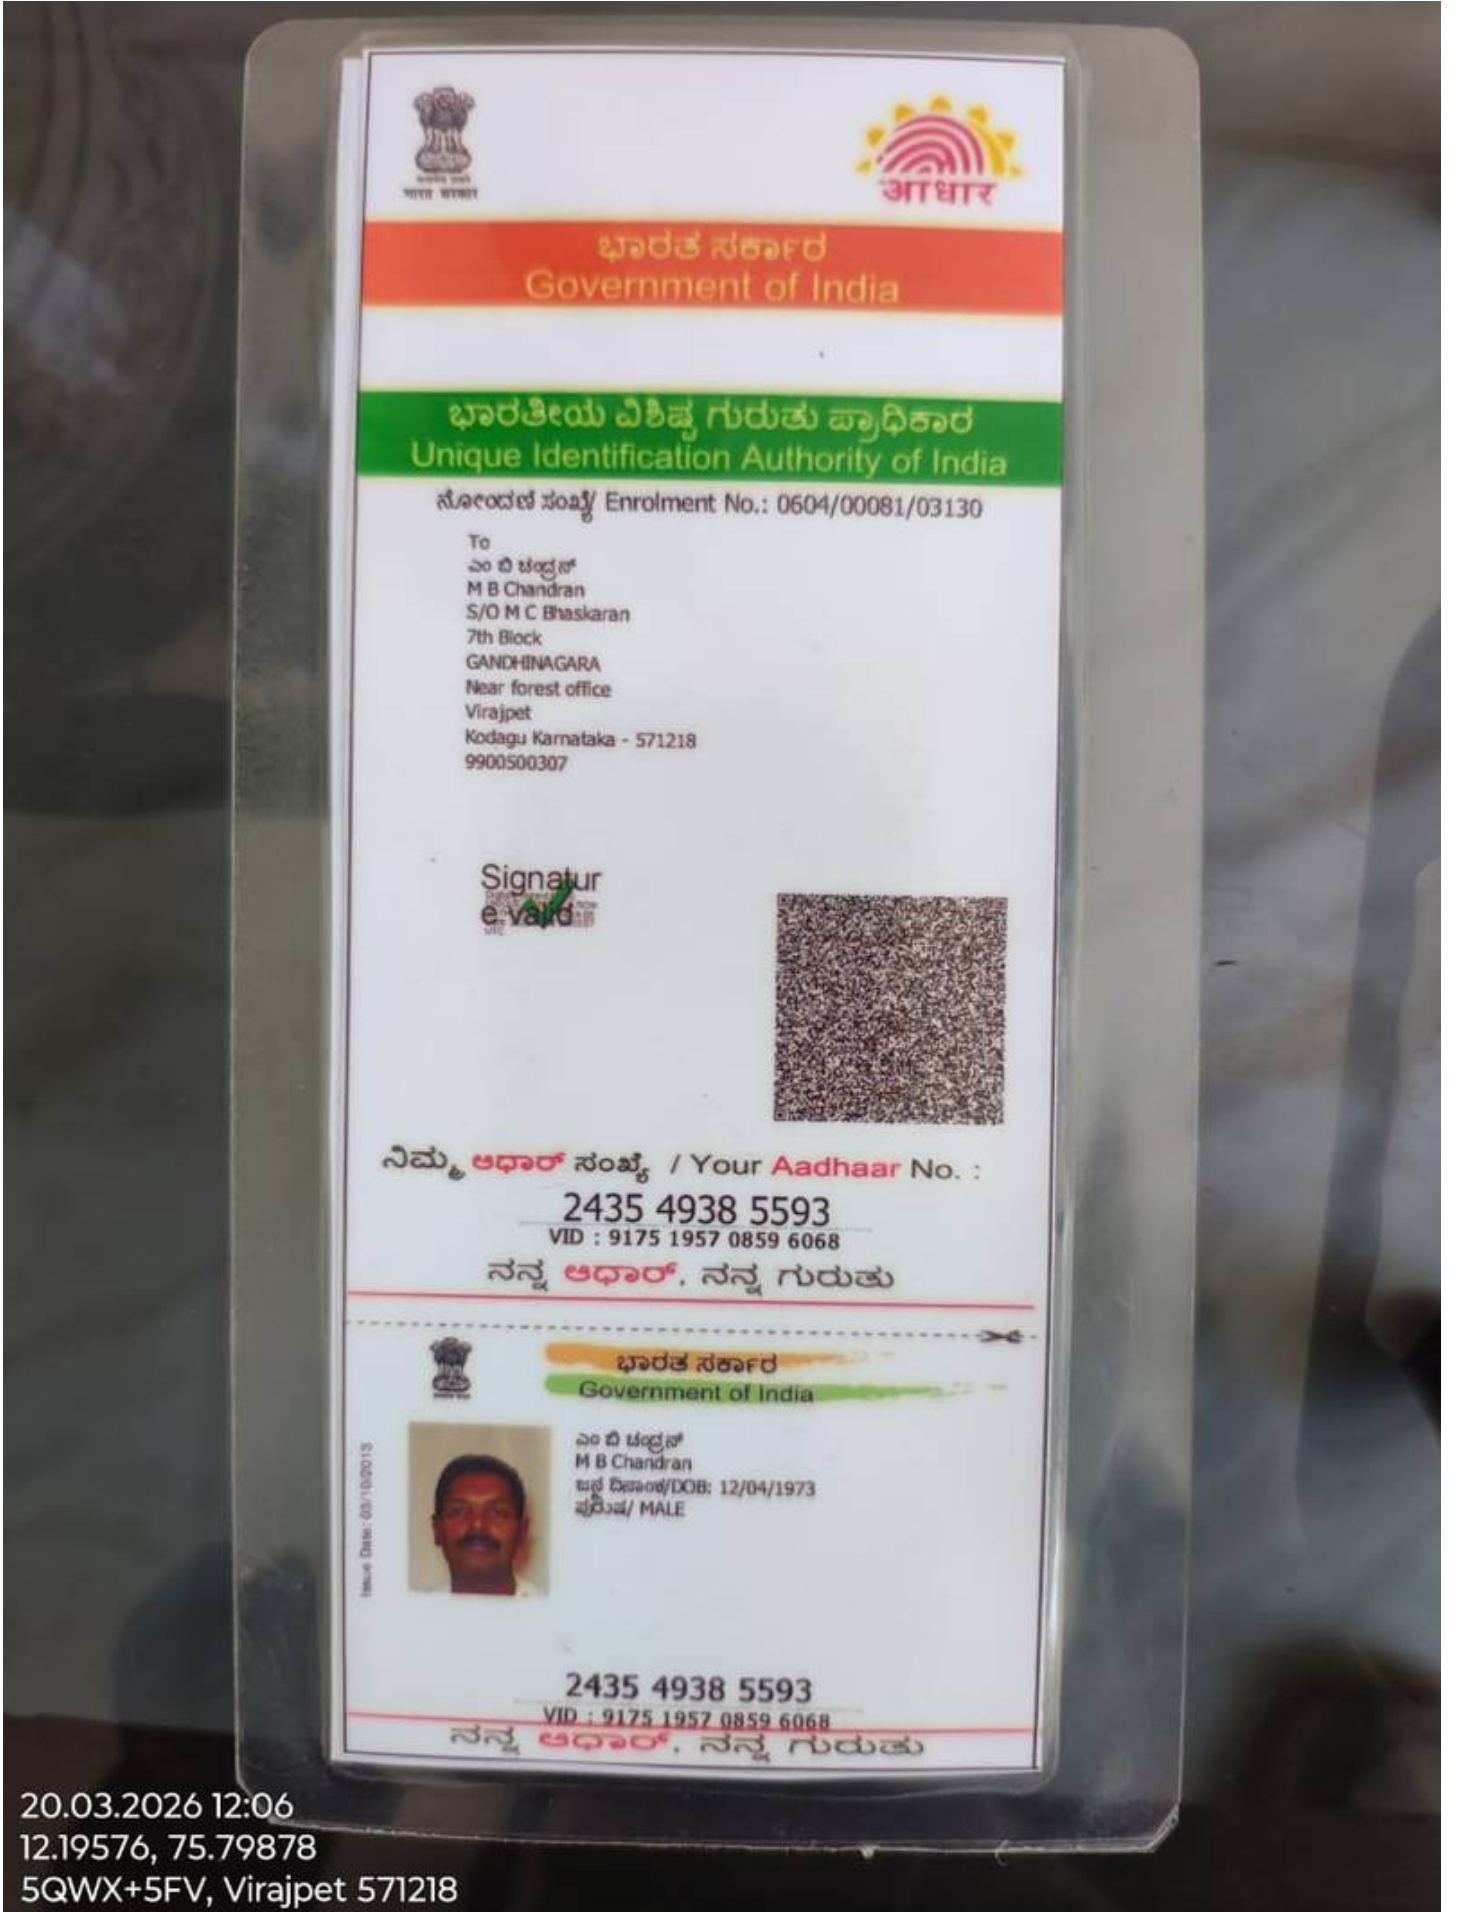 भारत सरकार
आधार
ಭಾರತ ಸರ್ಕಾರ
Government of India
ಭಾರತೀಯ ವಿಶಿಷ್ಟ ಗುರುತು ಪ್ರಾಧಿಕಾರ
Unique Identification Authority of India
ನೋಂದಣಿ ಸಂಖ್ಯೆ/ Enrolment No.: 0604/00081/03130
To
ಎಂ ಬಿ ಚಂದ್ರನ್
M B Chandran
S/O M C Bhaskaran
7th Block
GANDHINAGARA
Near forest office
Virajpet
Kodagu Karnataka - 571218
9900500307
Signatur
e valid
ನಿಮ್ಮ ಆಧಾರ್ ಸಂಖ್ಯೆ / Your Aadhaar No. :
2435 4938 5593
VID : 9175 1957 0859 6068
ನನ್ನ ಆಧಾರ್, ನನ್ನ ಗುರುತು
ಭಾರತ ಸರ್ಕಾರ
Government of India
Issue Date: 03/10/2013
ಎಂ ಬಿ ಚಂದ್ರನ್
M B Chandran
ಜನ್ಮ ದಿನಾಂಕ/DOB: 12/04/1973
ಪುರುಷ/ MALE
2435 4938 5593
VID : 9175 1957 0859 6068
ನನ್ನ ಆಧಾರ್, ನನ್ನ ಗುರುತು
20.03.2026 12:06
12.19576, 75.79878
5QWX+5FV, Virajpet 571218